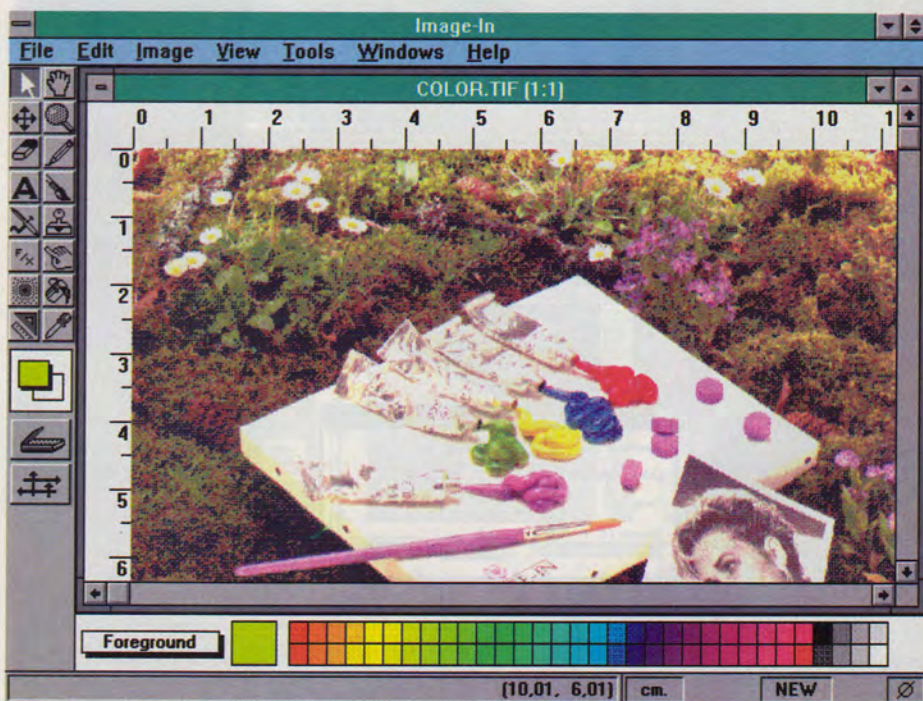 Image-In
File Edit Image View Tools Windows Help
COLOR.TIF (1:1)
0 1 2 3 4 5 6 7 8 9 10 1
0
1
2
3
4
5
6
A
F/x
Foreground
(10,01, 6,01) cm. NEW